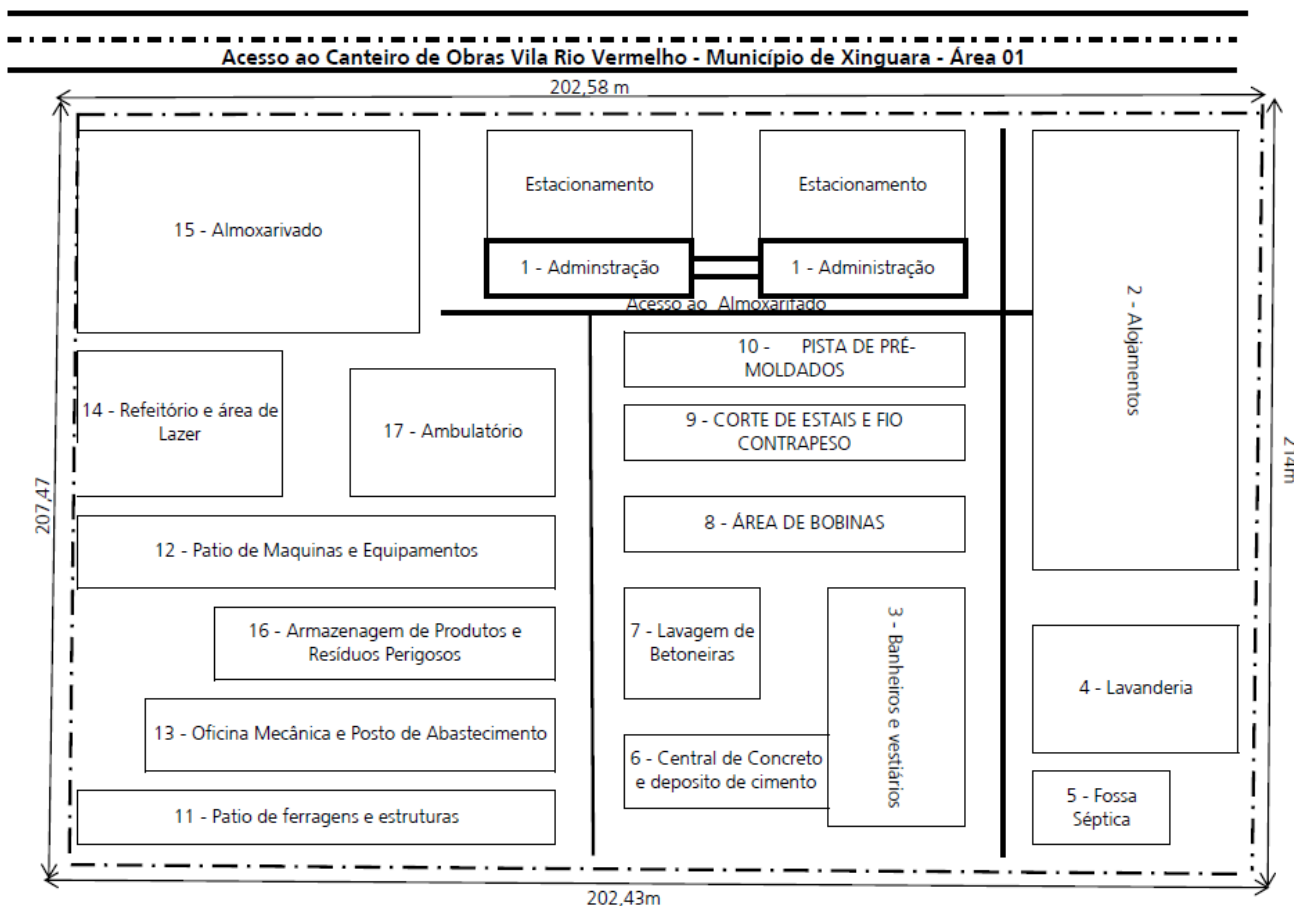 Acesso ao Canteiro de Obras Vila Rio Vermelho - Município de Xinguara - Área 01
202,58 m
Estacionamento
Estacionamento
15 - Almoxarivado
1 - Adminstração
1 - Administração
Acesso ao Almoxarifado
2 - Alojamentos
10 - PISTA DE PRÉ-
MOLDADOS
14 - Refeitório e área de
Lazer
17 - Ambulatório
9 - CORTE DE ESTAIS E FIO
CONTRAPESO
207,47
214m
8 - ÁREA DE BOBINAS
12 - Patio de Maquinas e Equipamentos
16 - Armazenagem de Produtos e
Resíduos Perigosos
7 - Lavagem de
Betoneiras
3 - Banheiros e vestiários
4 - Lavanderia
13 - Oficina Mecânica e Posto de Abastecimento
6 - Central de Concreto
e deposito de cimento
11 - Patio de ferragens e estruturas
5 - Fossa
Séptica
202,43m